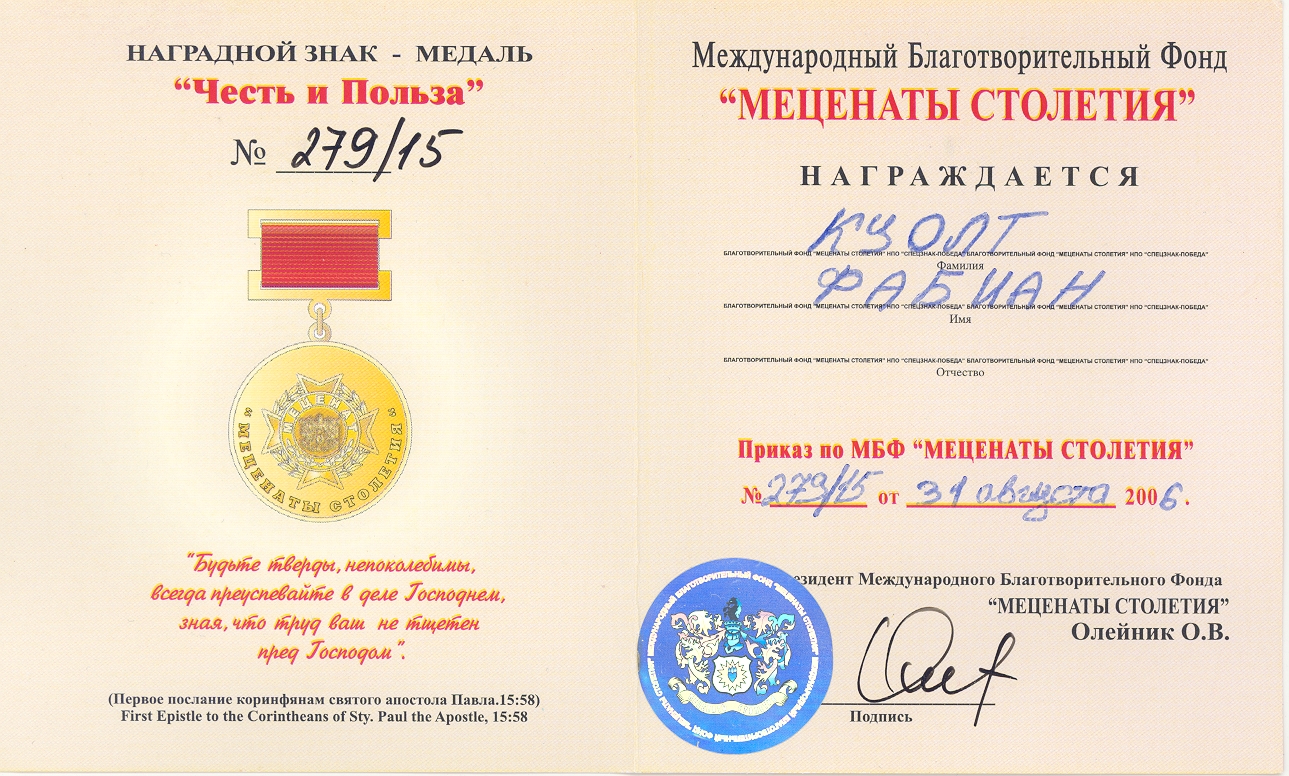 НАГРАДНОЙ ЗНАК - МЕДАЛЬ
“Честь и Польза”
№ 279/15
МЕЦЕНАТ
“МЕЦЕНАТЫ СТОЛЕТИЯ”
“Будьте тверды, непоколебимы,
всегда преуспевайте в деле Господнем,
зная, что труд ваш не тщетен
пред Господом”.
(Первое послание коринфянам святого апостола Павла.15:58)
First Epistle to the Corintheans of Sty. Paul the Apostle, 15:58
Международный Благотворительный Фонд
“МЕЦЕНАТЫ СТОЛЕТИЯ”
НАГРАЖДАЕТСЯ
КУОЛТ
БЛАГОТВОРИТЕЛЬНЫЙ ФОНД “МЕЦЕНАТЫ СТОЛЕТИЯ” НПО “СПЕЦЗНАК-ПОБЕДА” БЛАГОТВОРИТЕЛЬНЫЙ ФОНД “МЕЦЕНАТЫ СТОЛЕТИЯ” НПО “СПЕЦЗНАК-ПОБЕДА”
Фамилия
ФАБИАН
БЛАГОТВОРИТЕЛЬНЫЙ ФОНД “МЕЦЕНАТЫ СТОЛЕТИЯ” НПО “СПЕЦЗНАК-ПОБЕДА” БЛАГОТВОРИТЕЛЬНЫЙ ФОНД “МЕЦЕНАТЫ СТОЛЕТИЯ” НПО “СПЕЦЗНАК-ПОБЕДА”
Имя
БЛАГОТВОРИТЕЛЬНЫЙ ФОНД “МЕЦЕНАТЫ СТОЛЕТИЯ” НПО “СПЕЦЗНАК-ПОБЕДА” БЛАГОТВОРИТЕЛЬНЫЙ ФОНД “МЕЦЕНАТЫ СТОЛЕТИЯ” НПО “СПЕЦЗНАК-ПОБЕДА”
Отчество
Приказ по МБФ “МЕЦЕНАТЫ СТОЛЕТИЯ”
№ 279/15 от 31 августа 2006.
зидент Международного Благотворительного Фонда
“МЕЦЕНАТЫ СТОЛЕТИЯ”
Олейник О.В.
Подпись
МЕЖДУНАРОДНЫЙ БЛАГОТВОРИТЕЛЬНЫЙ ФОНД “МЕЦЕНАТЫ СТОЛЕТИЯ”